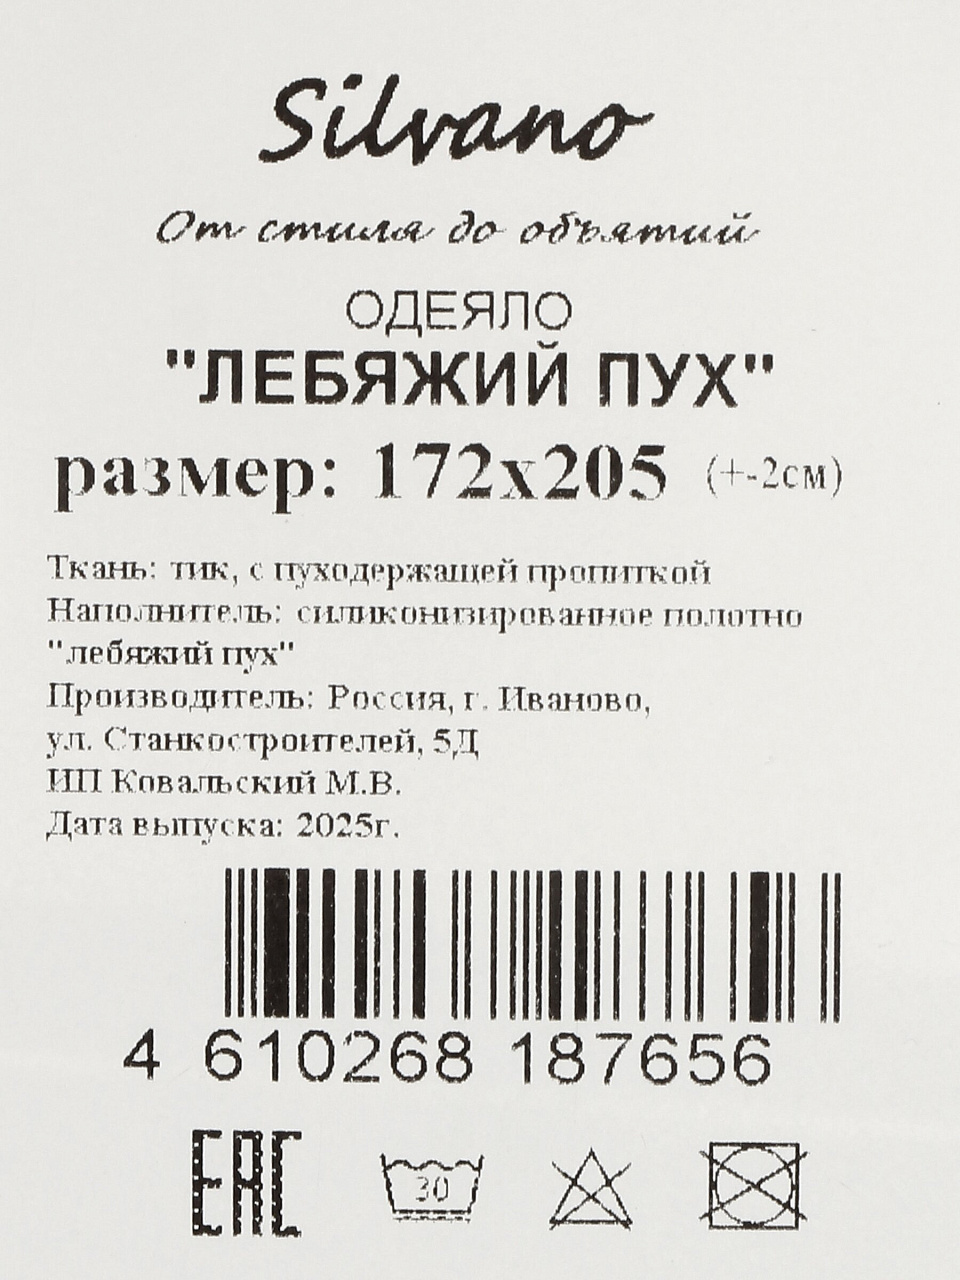 Silvano
От стиля до объятий
ОДЕЯЛО
"ЛЕБЯЖИЙ ПУХ"
размер: 172x205 (+-2см)
Ткань: тик, с пуходержащей пропиткой
Наполнитель: силиконизированное полотно
"лебяжий пух"
Производитель: Россия, г. Иваново,
ул. Станкостроителей, 5Д
ИП Ковальский М.В.
Дата выпуска: 2025г.
4 610268 187656
EAC 30